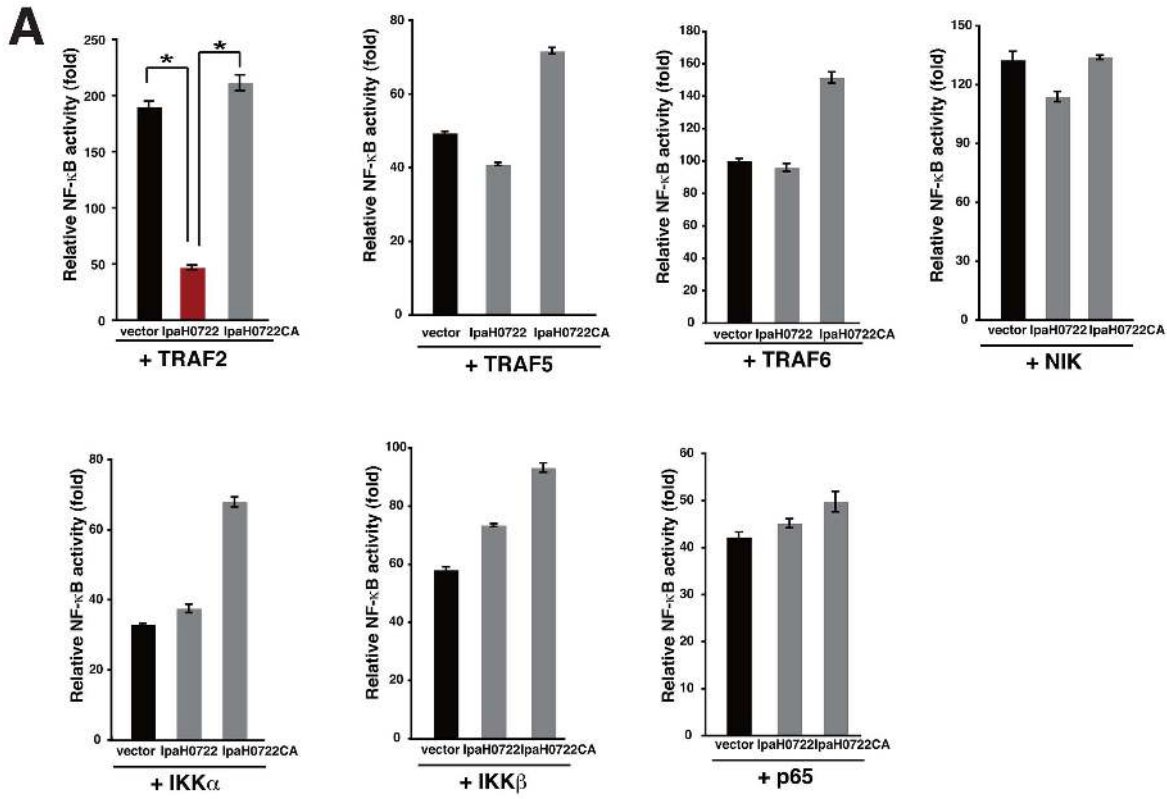 A
Relative NF-κB activity (fold)
250
200
150
100
50
0
*
*
vector IpaH0722 IpaH0722CA
+ TRAF2
Relative NF-κB activity (fold)
80
60
40
20
0
vector IpaH0722 IpaH0722CA
+ TRAF5
Relative NF-κB activity (fold)
180
160
140
120
100
80
60
40
20
0
vector IpaH0722 IpaH0722CA
+ TRAF6
Relative NF-κB activity (fold)
150
120
90
60
30
0
vector IpaH0722 IpaH0722CA
+ NIK
Relative NF-κB activity (fold)
80
60
40
20
0
vector IpaH0722 IpaH0722CA
+ IKKα
Relative NF-κB activity (fold)
100
80
60
40
20
0
vector IpaH0722 IpaH0722CA
+ IKKβ
Relative NF-κB activity (fold)
60
50
40
30
20
10
0
vector IpaH0722 IpaH0722CA
+ p65